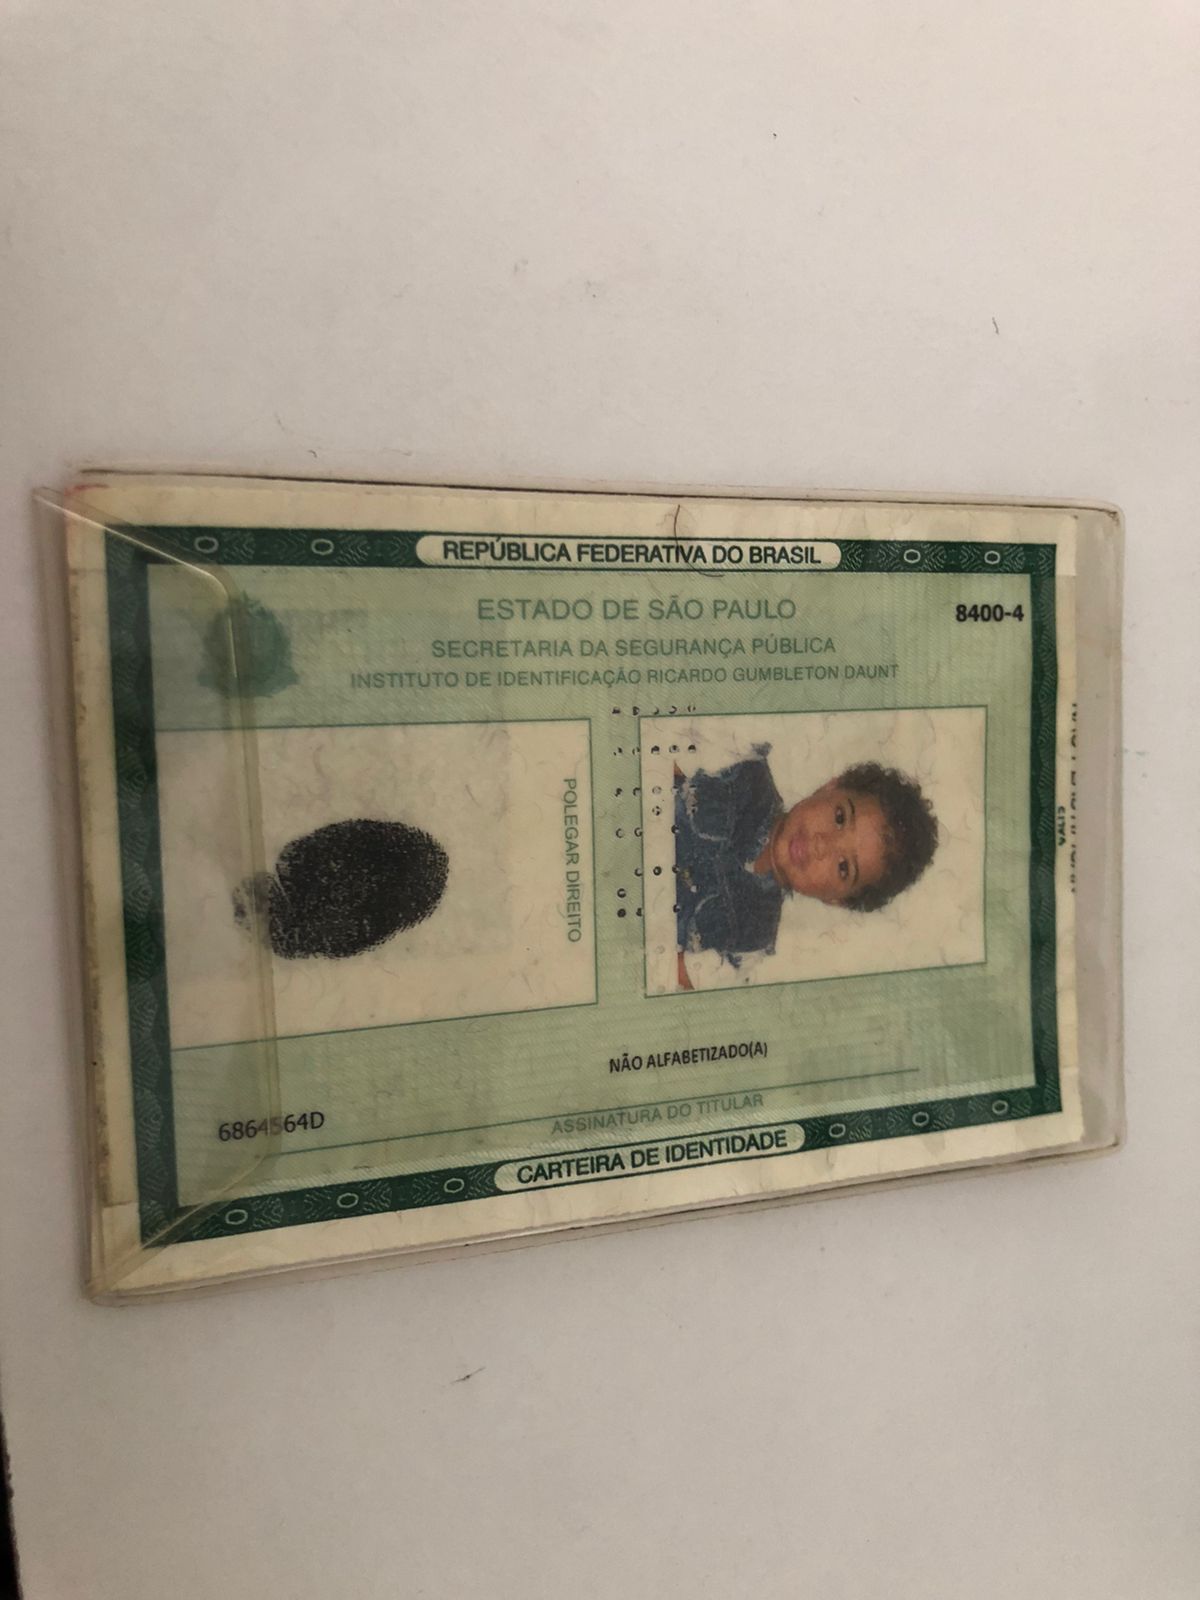 REPÚBLICA FEDERATIVA DO BRASIL
ESTADO DE SÃO PAULO
8400-4
SECRETARIA DA SEGURANÇA PÚBLICA
INSTITUTO DE IDENTIFICAÇÃO RICARDO GUMBLETON DAUNT
POLEGAR DIREITO
NÃO ALFABETIZADO(A)
6864564D
ASSINATURA DO TITULAR
CARTEIRA DE IDENTIDADE